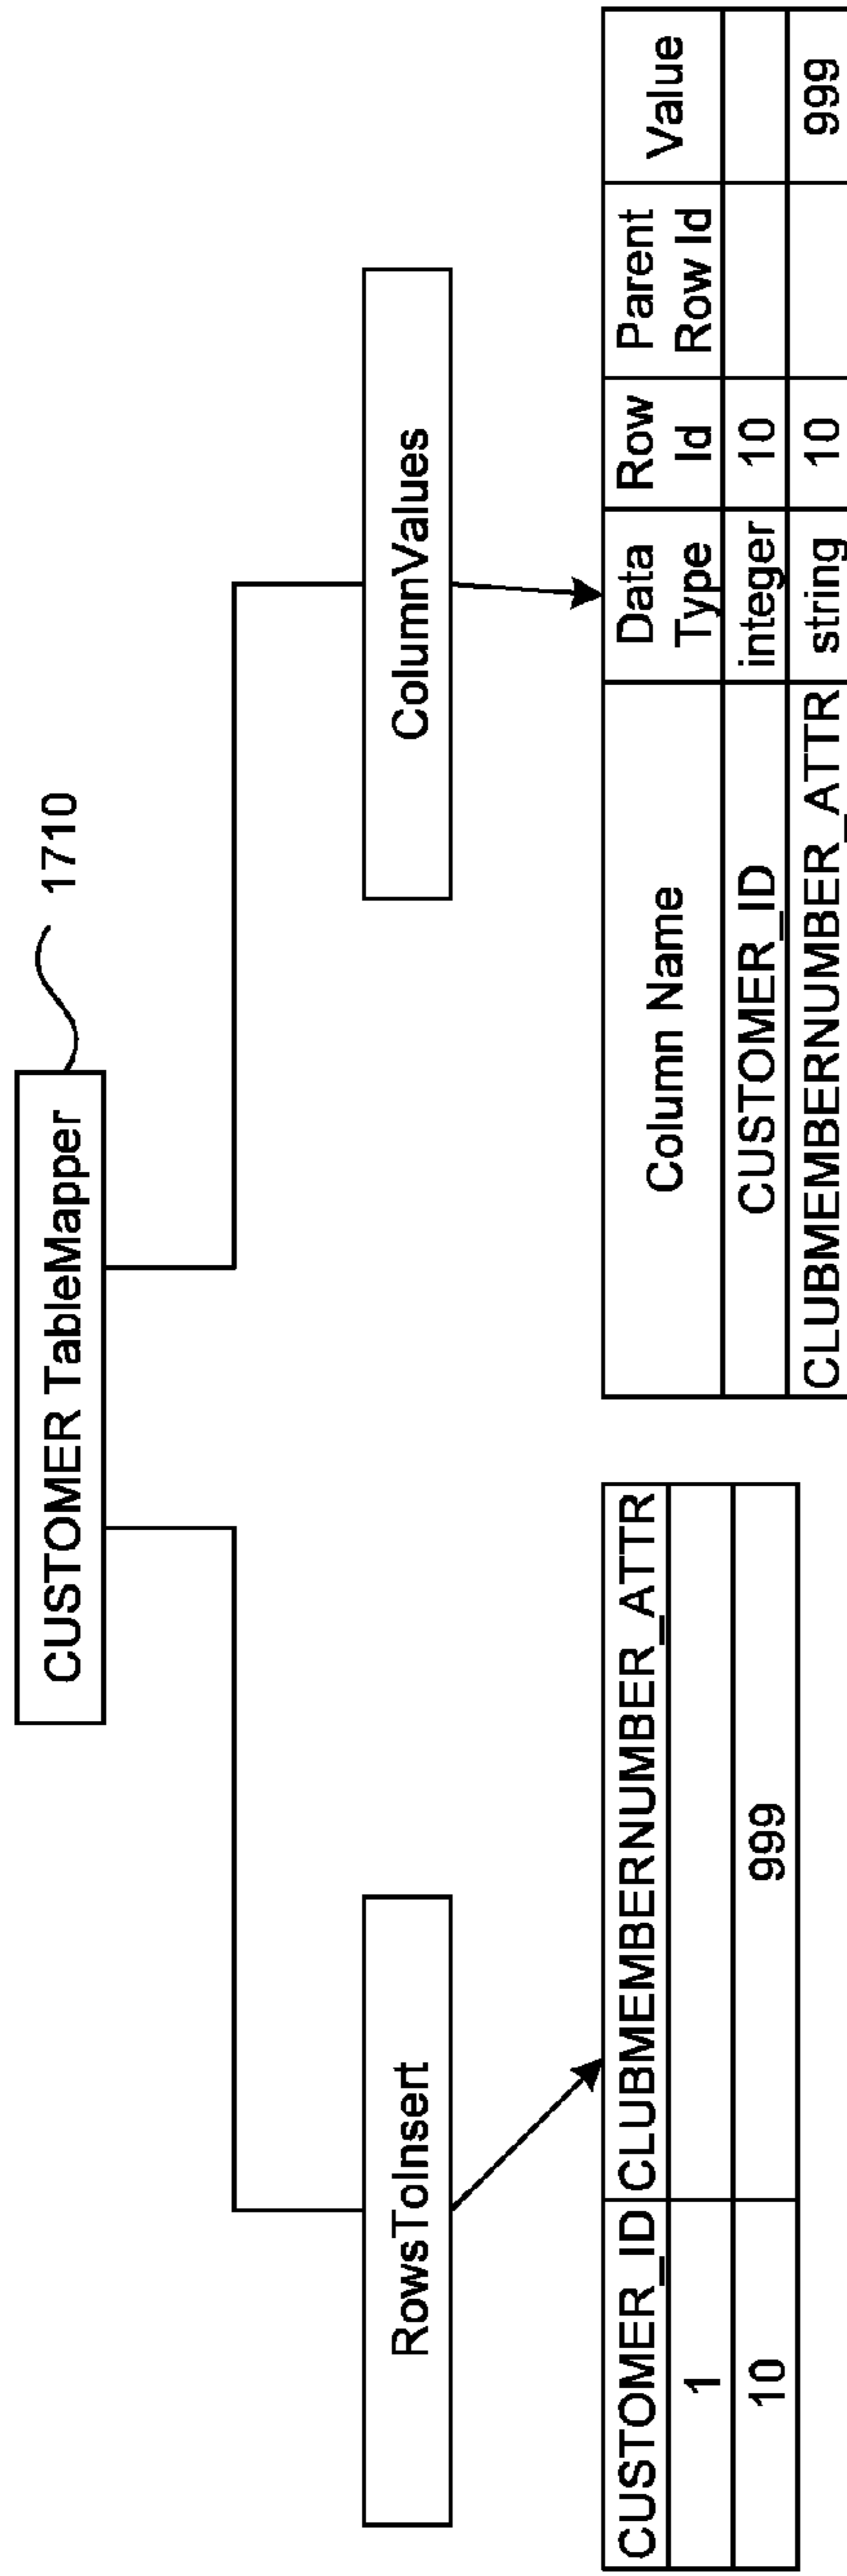 CUSTOMER TableMapper
1710
RowsToInsert
ColumnValues
CUSTOMER_ID CLUBMEMBERNUMBER_ATTR
1
10 999
Column Name Data Type Row Id Parent Row Id Value
CUSTOMER_ID integer 10
CLUBMEMBERNUMBER_ATTR string 10 999